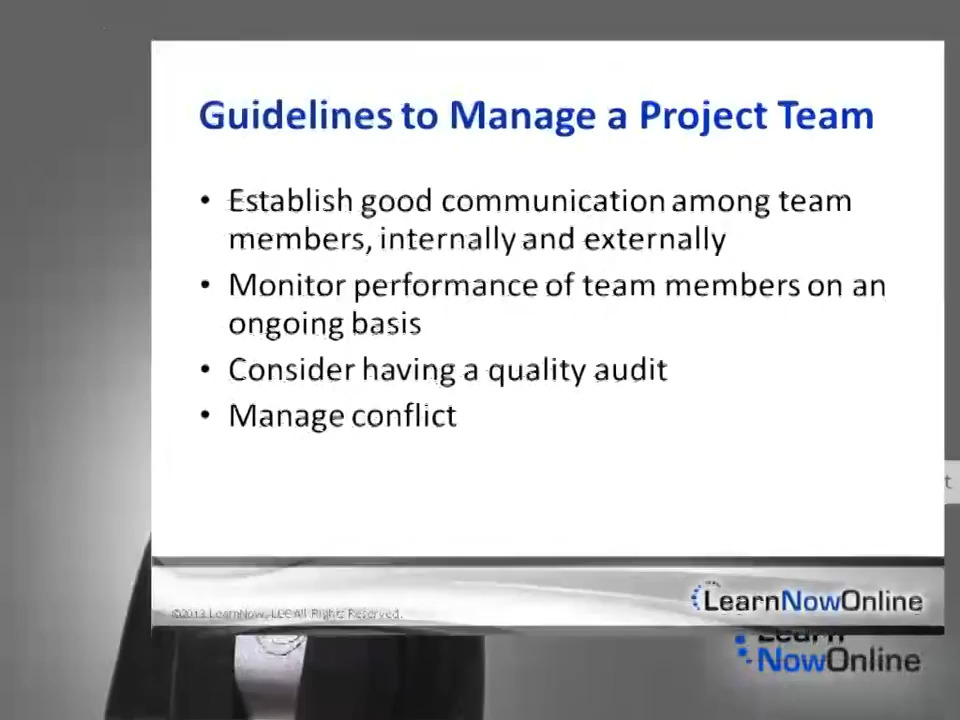 Guidelines to Manage a Project Team
• Establish good communication among team
members, internally and externally
• Monitor performance of team members on an
ongoing basis
• Consider having a quality audit
• Manage conflict
t
©2013 LearnNow, LLC All Rights Reserved.
LearnNowOnline
Learn
NowOnline